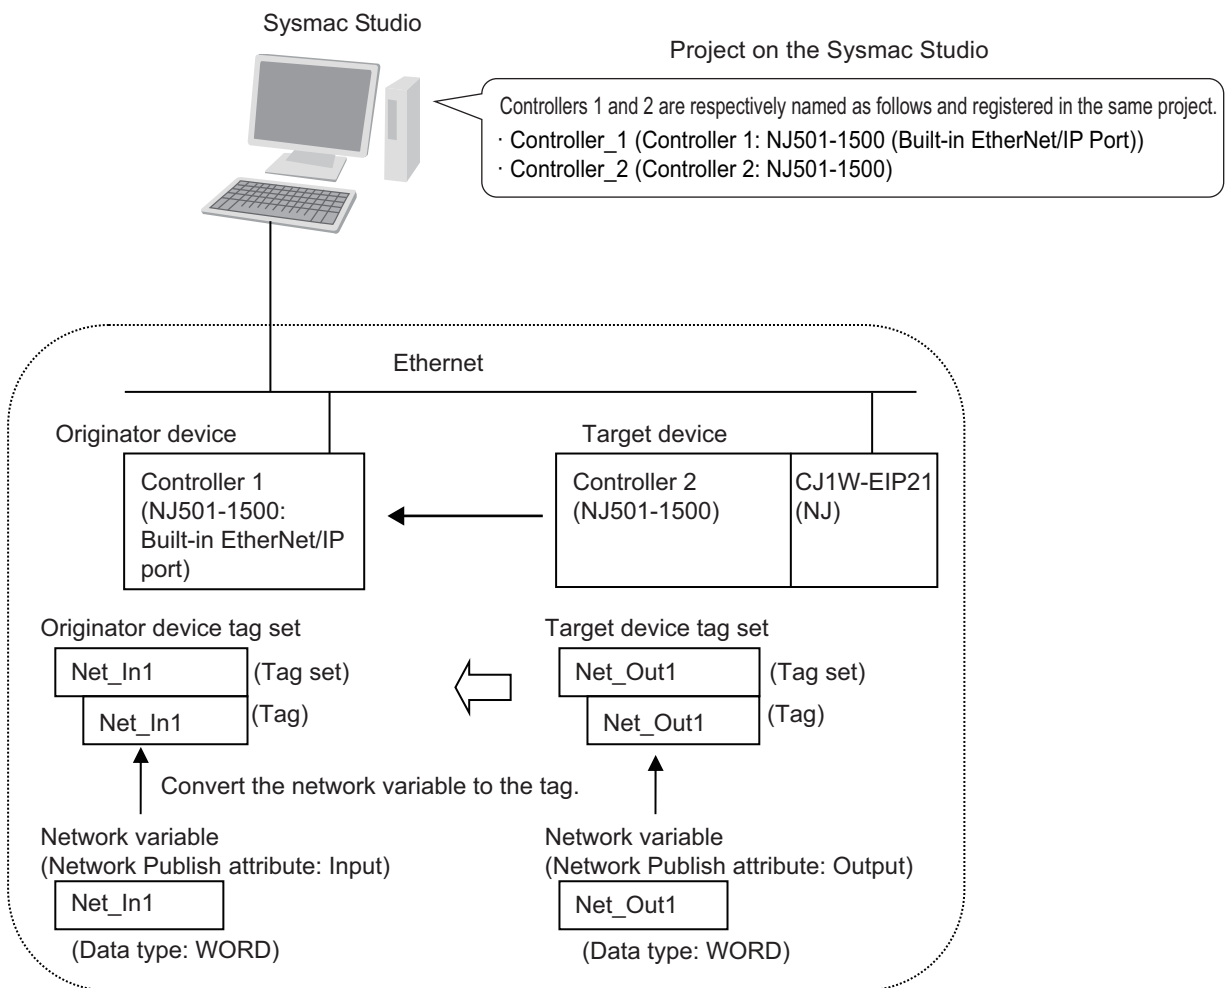 Sysmac Studio
Project on the Sysmac Studio
Controllers 1 and 2 are respectively named as follows and registered in the same project.
· Controller_1 (Controller 1: NJ501-1500 (Built-in EtherNet/IP Port))
· Controller_2 (Controller 2: NJ501-1500)
Ethernet
Originator device
Controller 1
(NJ501-1500:
Built-in EtherNet/IP
port)
Target device
Controller 2
(NJ501-1500)
CJ1W-EIP21
(NJ)
Originator device tag set
Net_In1
(Tag set)
Net_In1
(Tag)
Target device tag set
Net_Out1
(Tag set)
Net_Out1
(Tag)
Convert the network variable to the tag.
Network variable
(Network Publish attribute: Input)
Net_In1
(Data type: WORD)
Network variable
(Network Publish attribute: Output)
Net_Out1
(Data type: WORD)